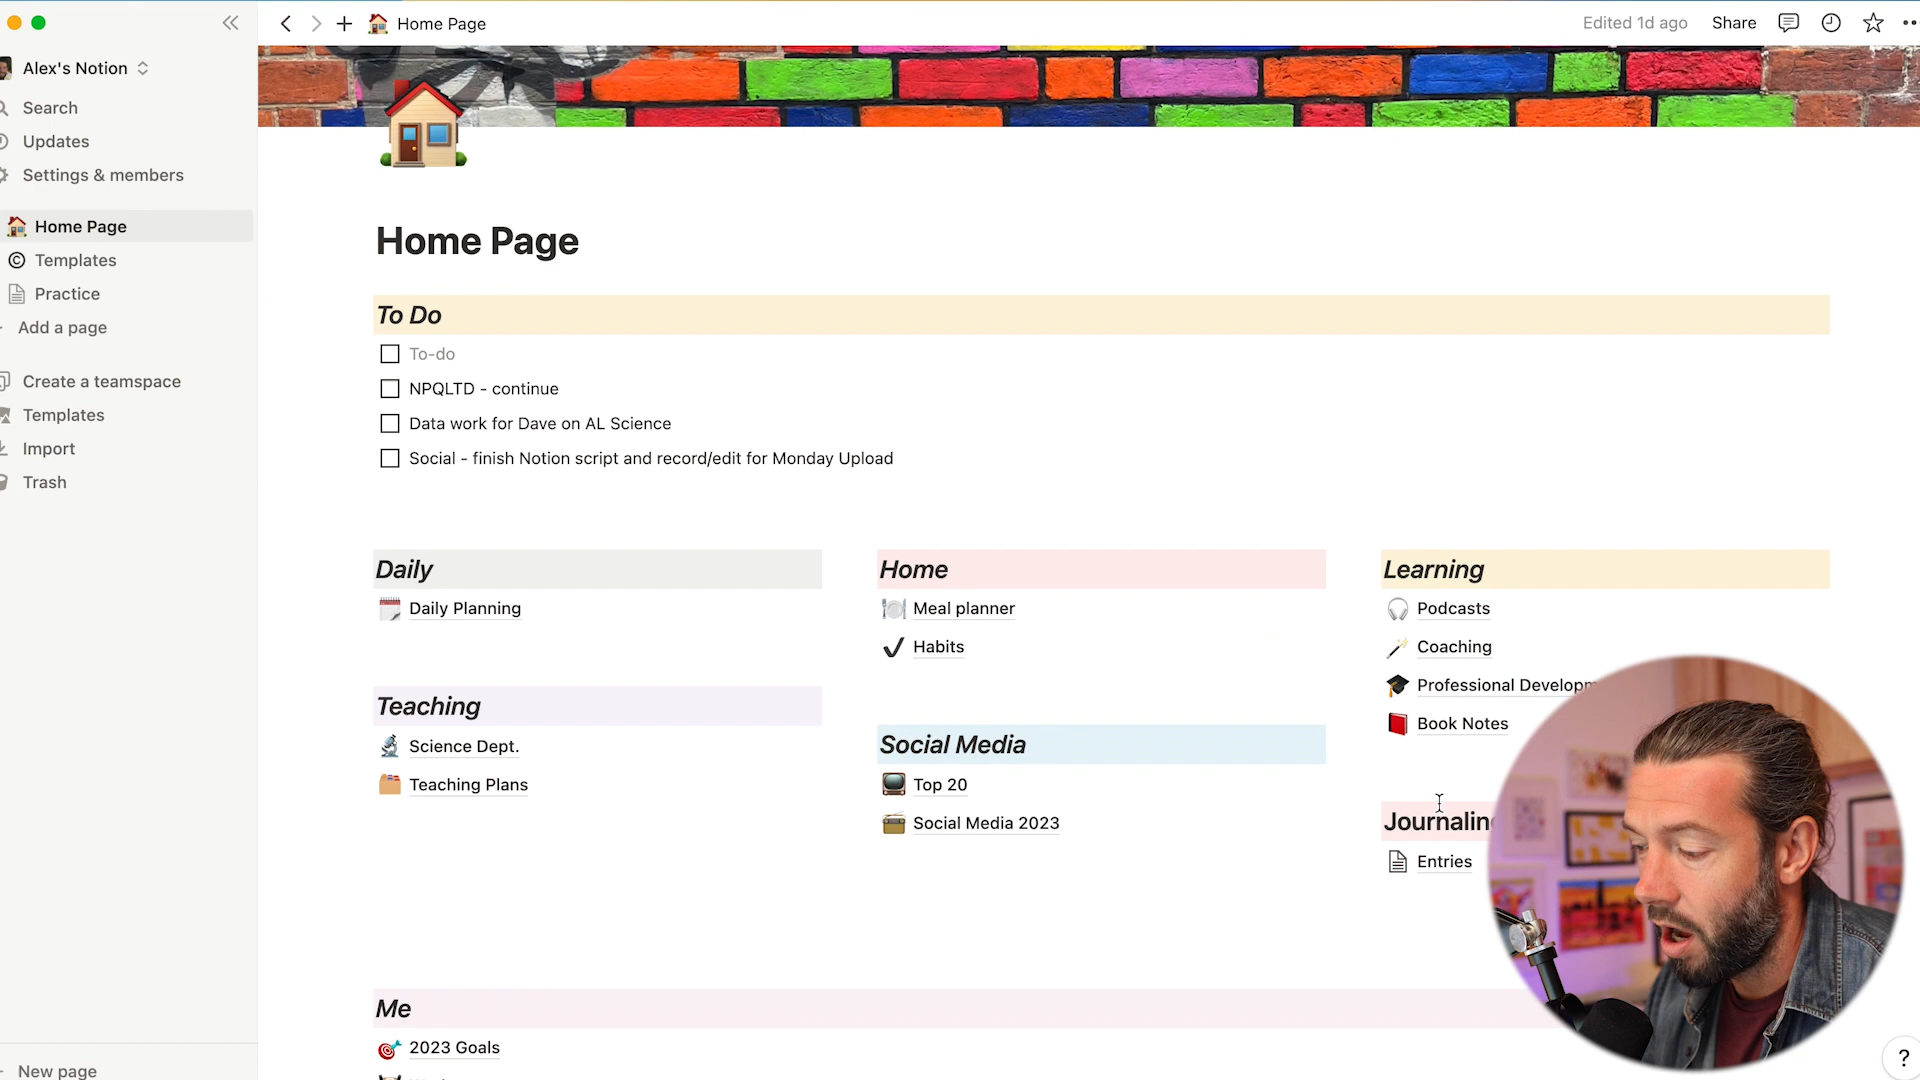 Home Page
Edited 1d ago
Share
Alex's Notion
Search
Updates
Settings & members
Home Page
Templates
Practice
Add a page
Create a teamspace
Templates
Import
Trash
New page
Home Page
To Do
To-do
NPQLTD - continue
Data work for Dave on AL Science
Social - finish Notion script and record/edit for Monday Upload
Daily
Daily Planning
Teaching
Science Dept.
Teaching Plans
Home
Meal planner
Habits
Social Media
Top 20
Social Media 2023
Learning
Podcasts
Coaching
Professional Developm
Book Notes
Journalin
Entries
Me
2023 Goals
?